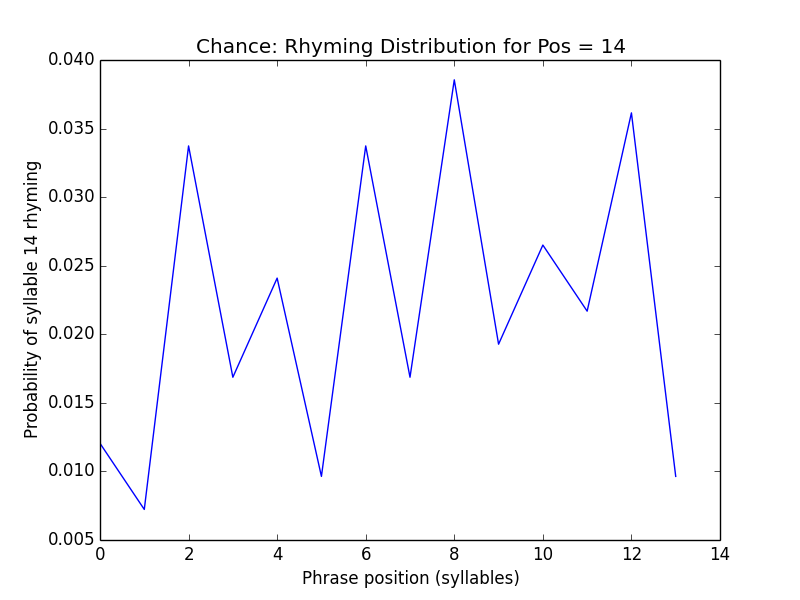 Chance: Rhyming Distribution for Pos = 14
0.040
0.035
0.030
0.025
0.020
0.015
0.010
0.005
Probability of syllable 14 rhyming
0 2 4 6 8 10 12 14
Phrase position (syllables)